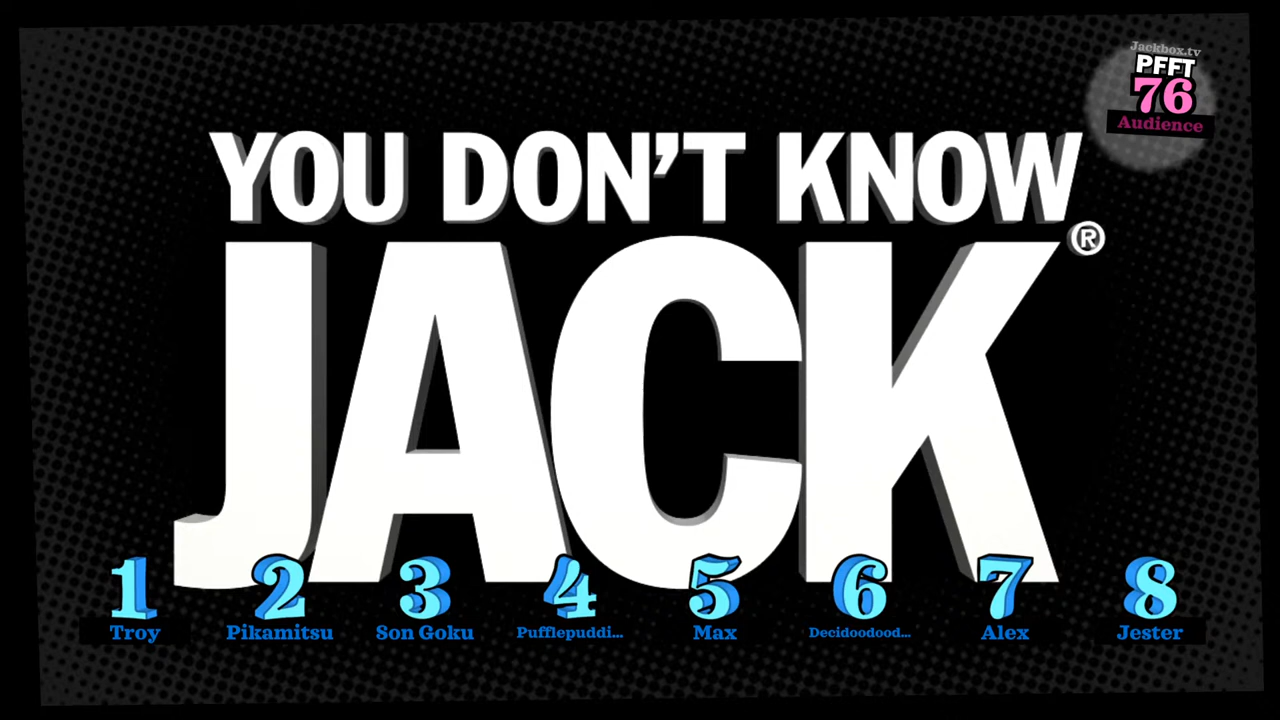 Jackbox.tv
PFFT
76
Audience
YOU DON'T KNOW
JACK®
1 2 3 4 5 6 7 8
Troy Pikamitsu Son Goku Pufflepuddi... Max Decidoodood... Alex Jester